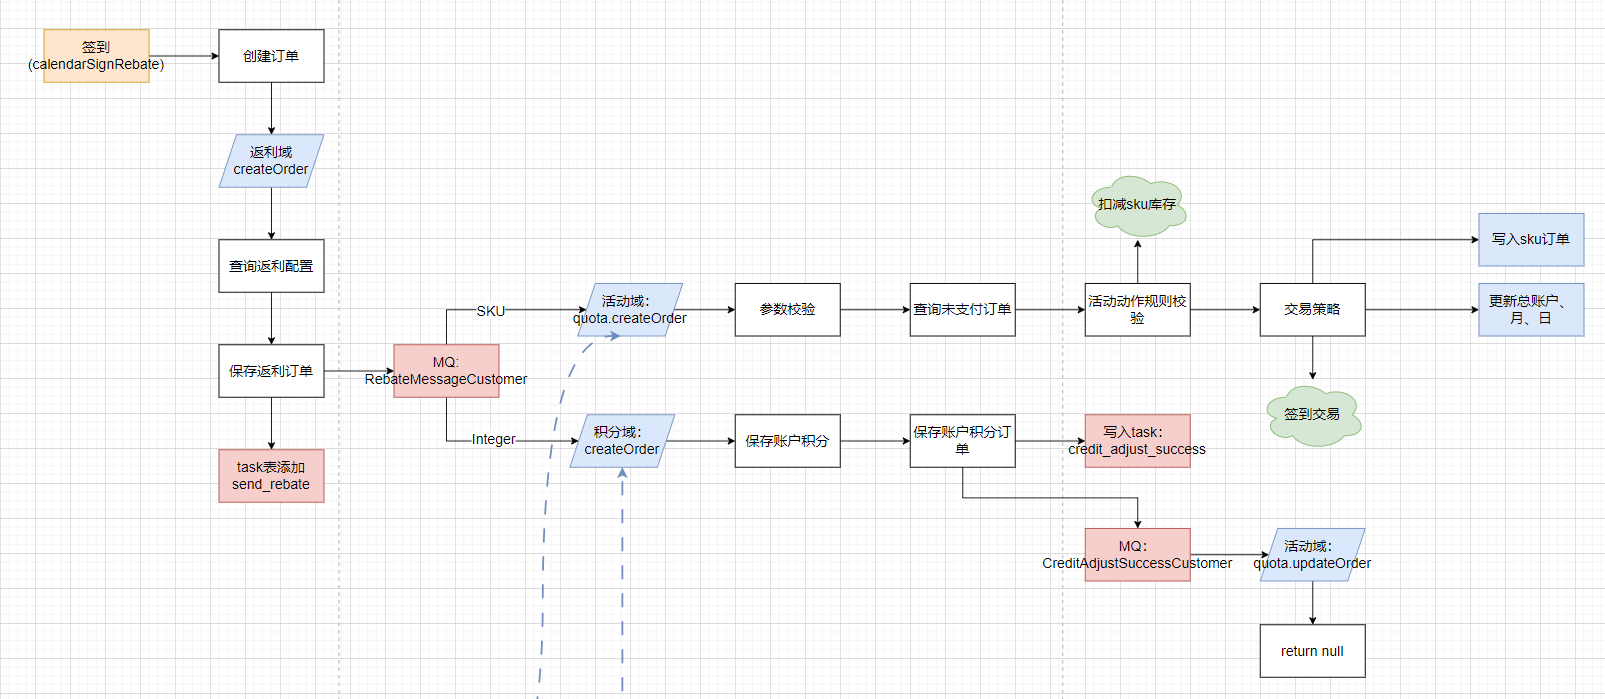 签到
(calendarSignRebate)
创建订单
返利域
createOrder
查询返利配置
保存返利订单
task表添加
send_rebate
MQ:
RebateMessageCustomer
SKU
Integer
活动域：
quota.createOrder
参数校验
查询未支付订单
活动动作规则校
验
扣减sku库存
交易策略
写入sku订单
更新总账户、
月、日
签到交易
积分域：
createOrder
保存账户积分
保存账户积分订
单
写入task：
credit_adjust_success
MQ：
CreditAdjustSuccessCustomer
活动域：
quota.updateOrder
return null